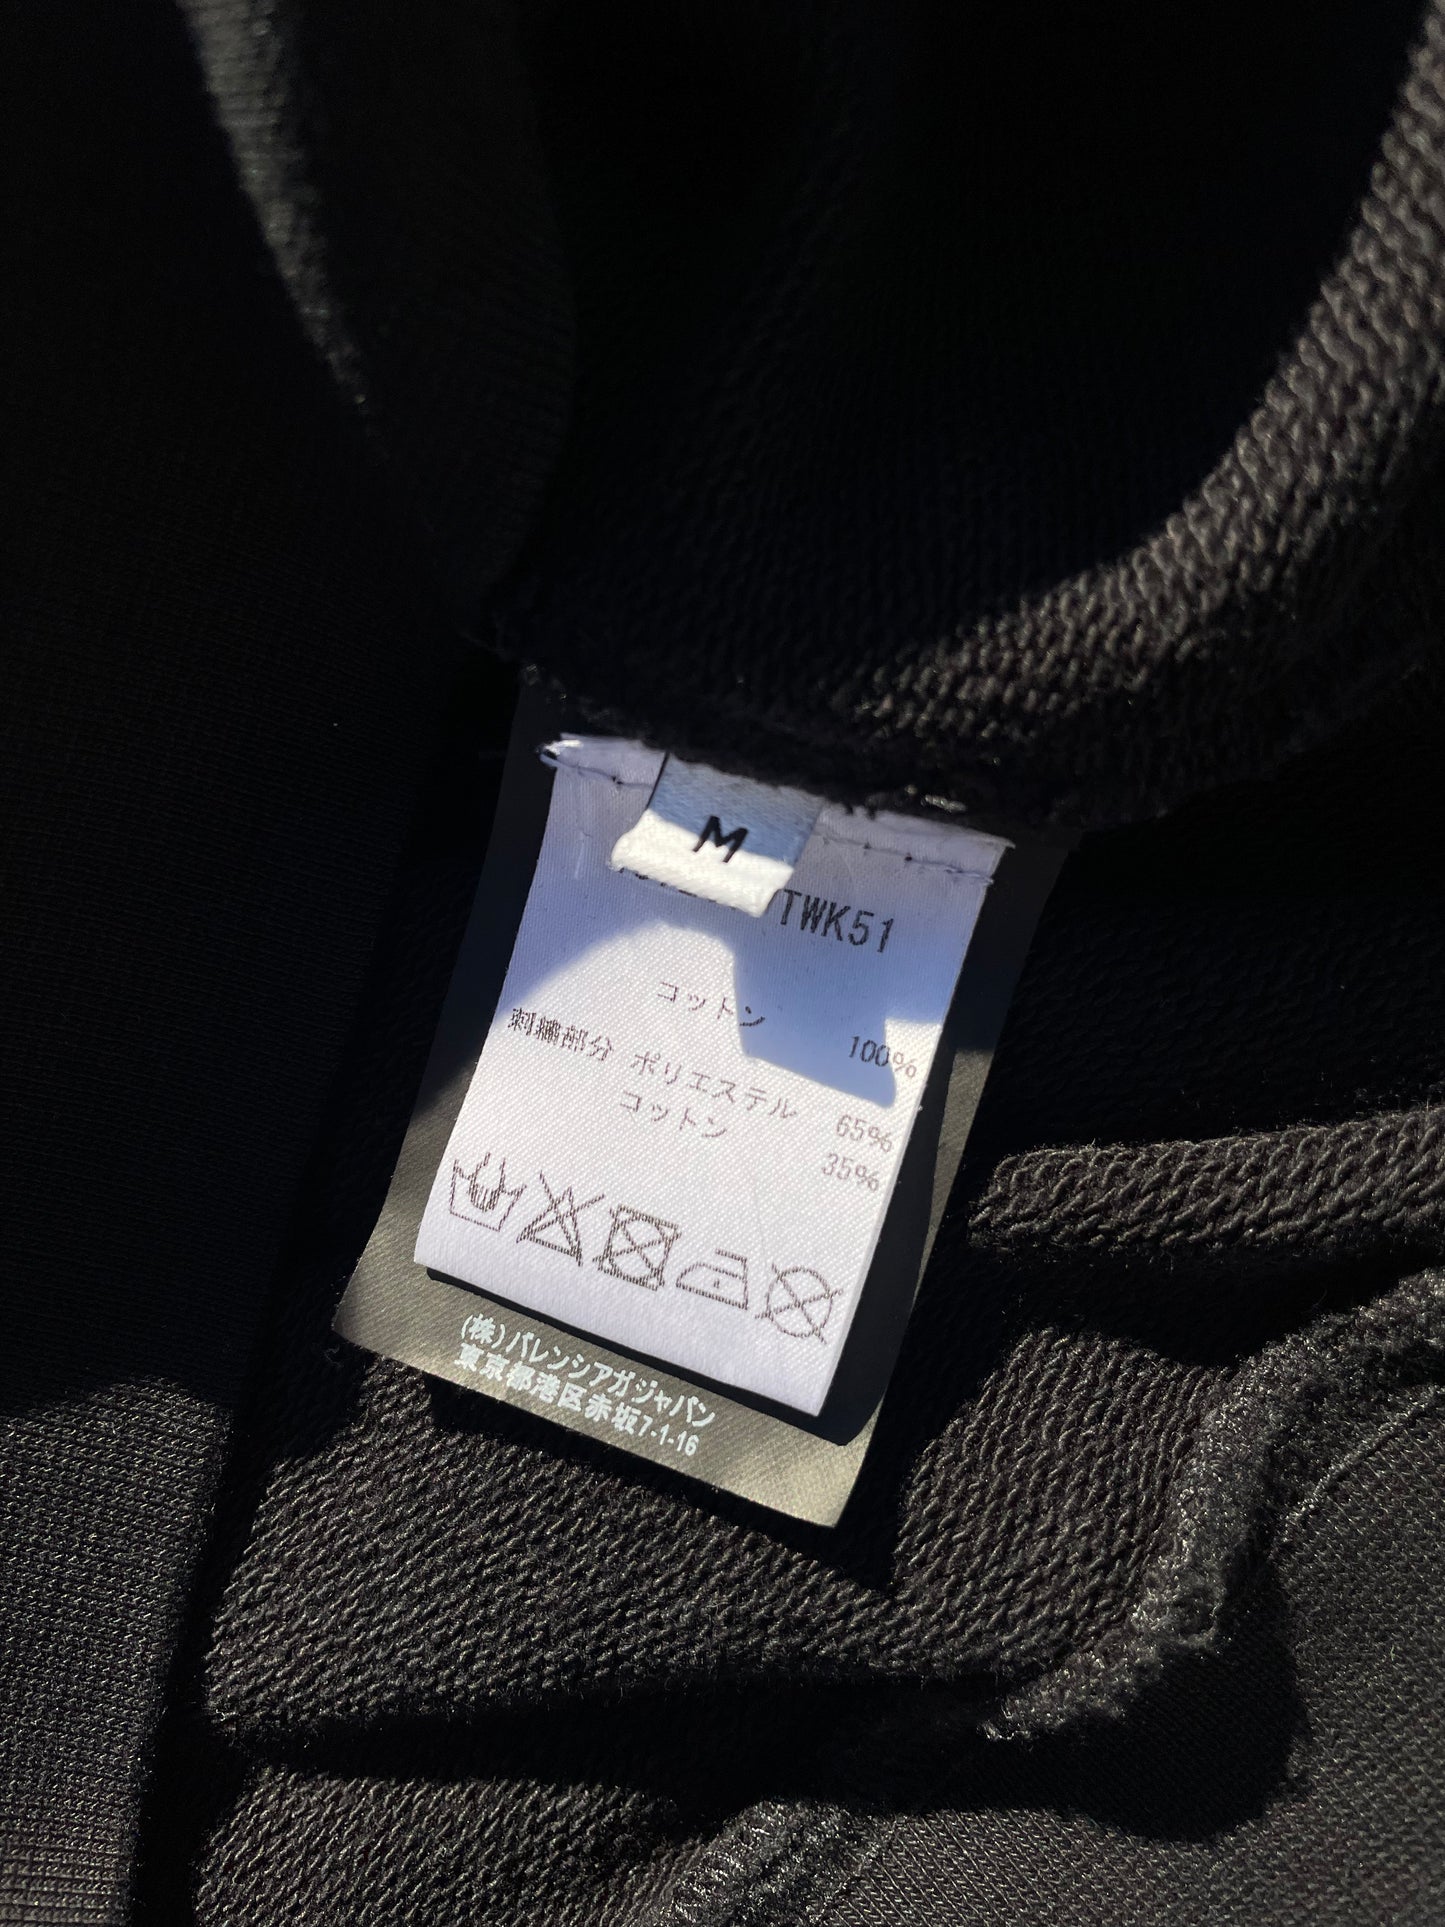 M
TWK51
コットン 100%
刺繍部分 ポリエステル 65%
コットン 35%
(株)バレンシアガジャパン
東京都港区赤坂7-1-16